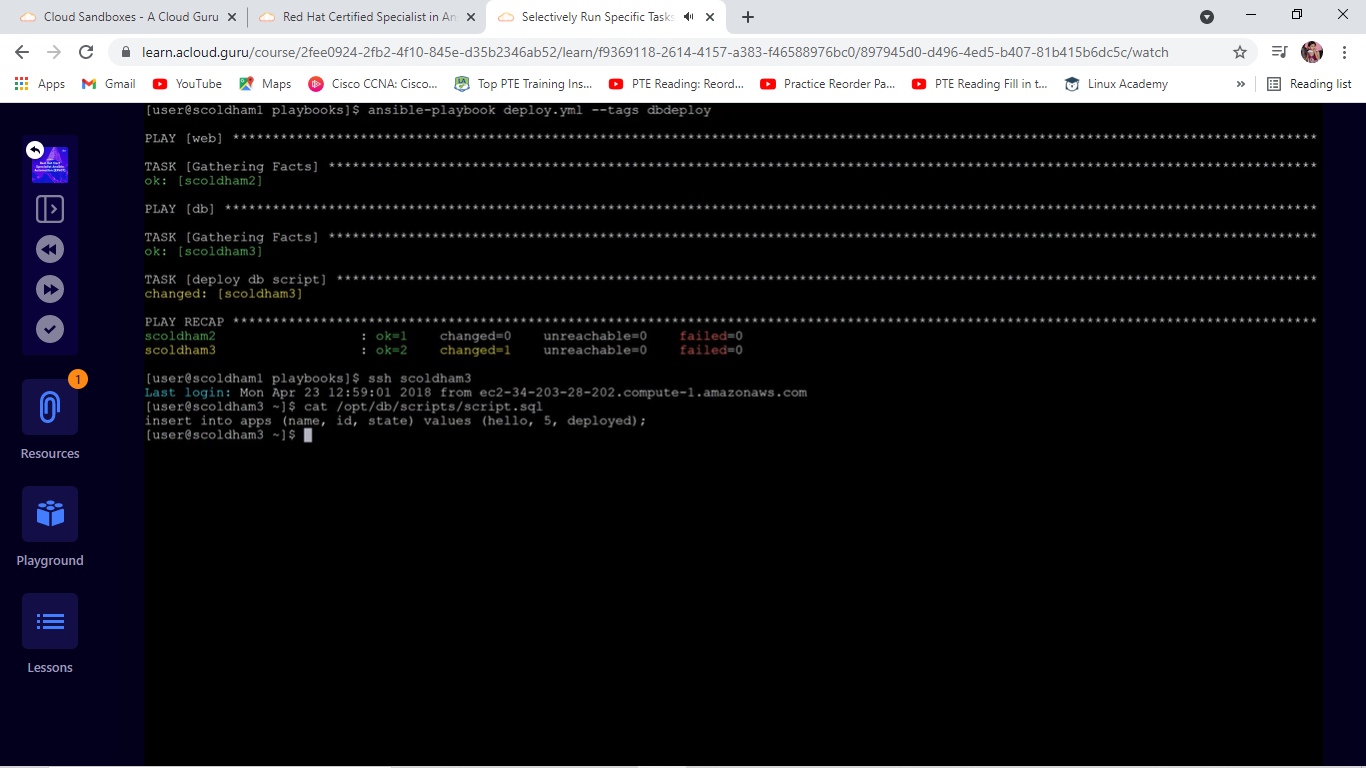 Cloud Sandboxes - A Cloud Guru
Red Hat Certified Specialist in An
Selectively Run Specific Tasks
learn.acloud.guru/course/2fee0924-2fb2-4f10-845e-d35b2346ab52/learn/f9369118-2614-4157-a383-f46588976bc0/897945d0-d496-4ed5-b407-81b415b6dc5c/watch
Apps Gmail YouTube Maps Cisco CCNA: Cisco... Top PTE Training Ins... PTE Reading: Reord... Practice Reorder Pa... PTE Reading Fill in t... Linux Academy » Reading list
[user@scoldham1 playbooks]$ ansible-playbook deploy.yml --tags dbdeploy
PLAY [web] ****************************************************************************************************************************************
TASK [Gathering Facts] ****************************************************************************************************************************
ok: [scoldham2]
PLAY [db] *****************************************************************************************************************************************
TASK [Gathering Facts] ****************************************************************************************************************************
ok: [scoldham3]
TASK [deploy db script] ***************************************************************************************************************************
changed: [scoldham3]
PLAY RECAP ****************************************************************************************************************************************
scoldham2 : ok=1 changed=0 unreachable=0 failed=0
scoldham3 : ok=2 changed=1 unreachable=0 failed=0
[user@scoldham1 playbooks]$ ssh scoldham3
Last login: Mon Apr 23 12:59:01 2018 from ec2-34-203-28-202.compute-1.amazonaws.com
[user@scoldham3 ~]$ cat /opt/db/scripts/script.sql
insert into apps (name, id, state) values (hello, 5, deployed);
[user@scoldham3 ~]$
1
Resources
Playground
Lessons